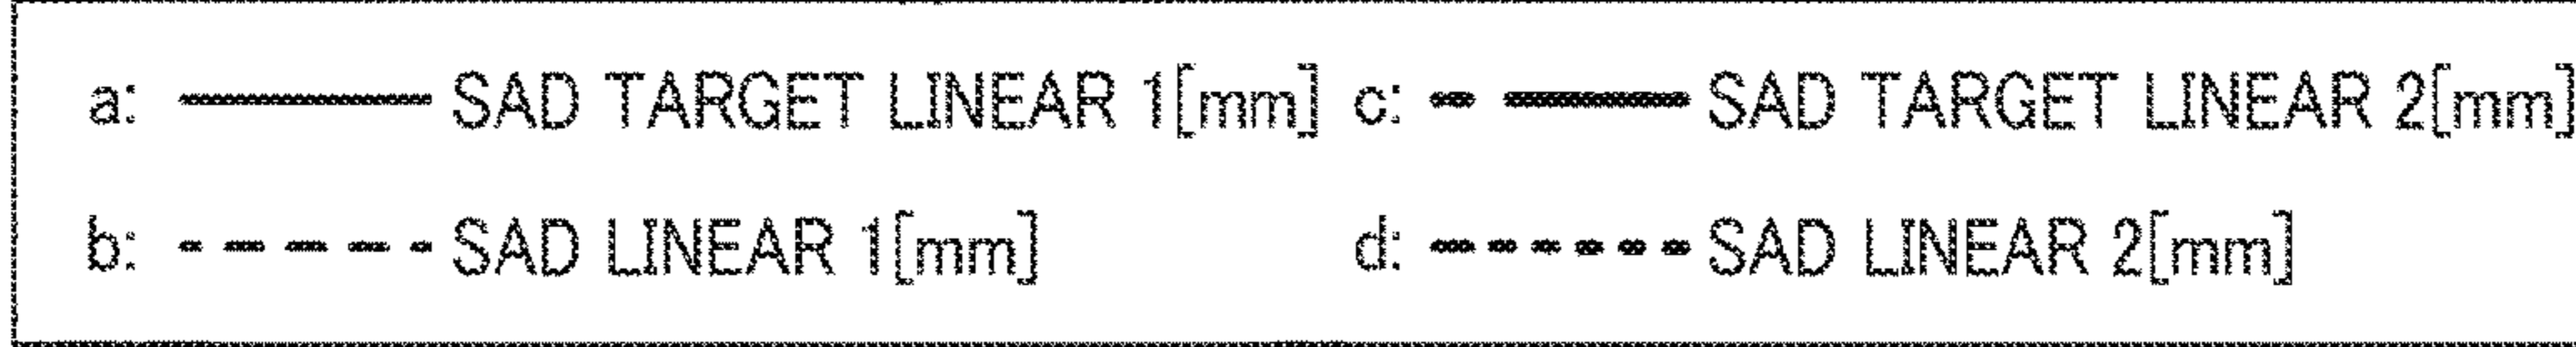 a: SAD TARGET LINEAR 1[mm] c: SAD TARGET LINEAR 2[mm]
b: SAD LINEAR 1[mm] d: SAD LINEAR 2[mm]